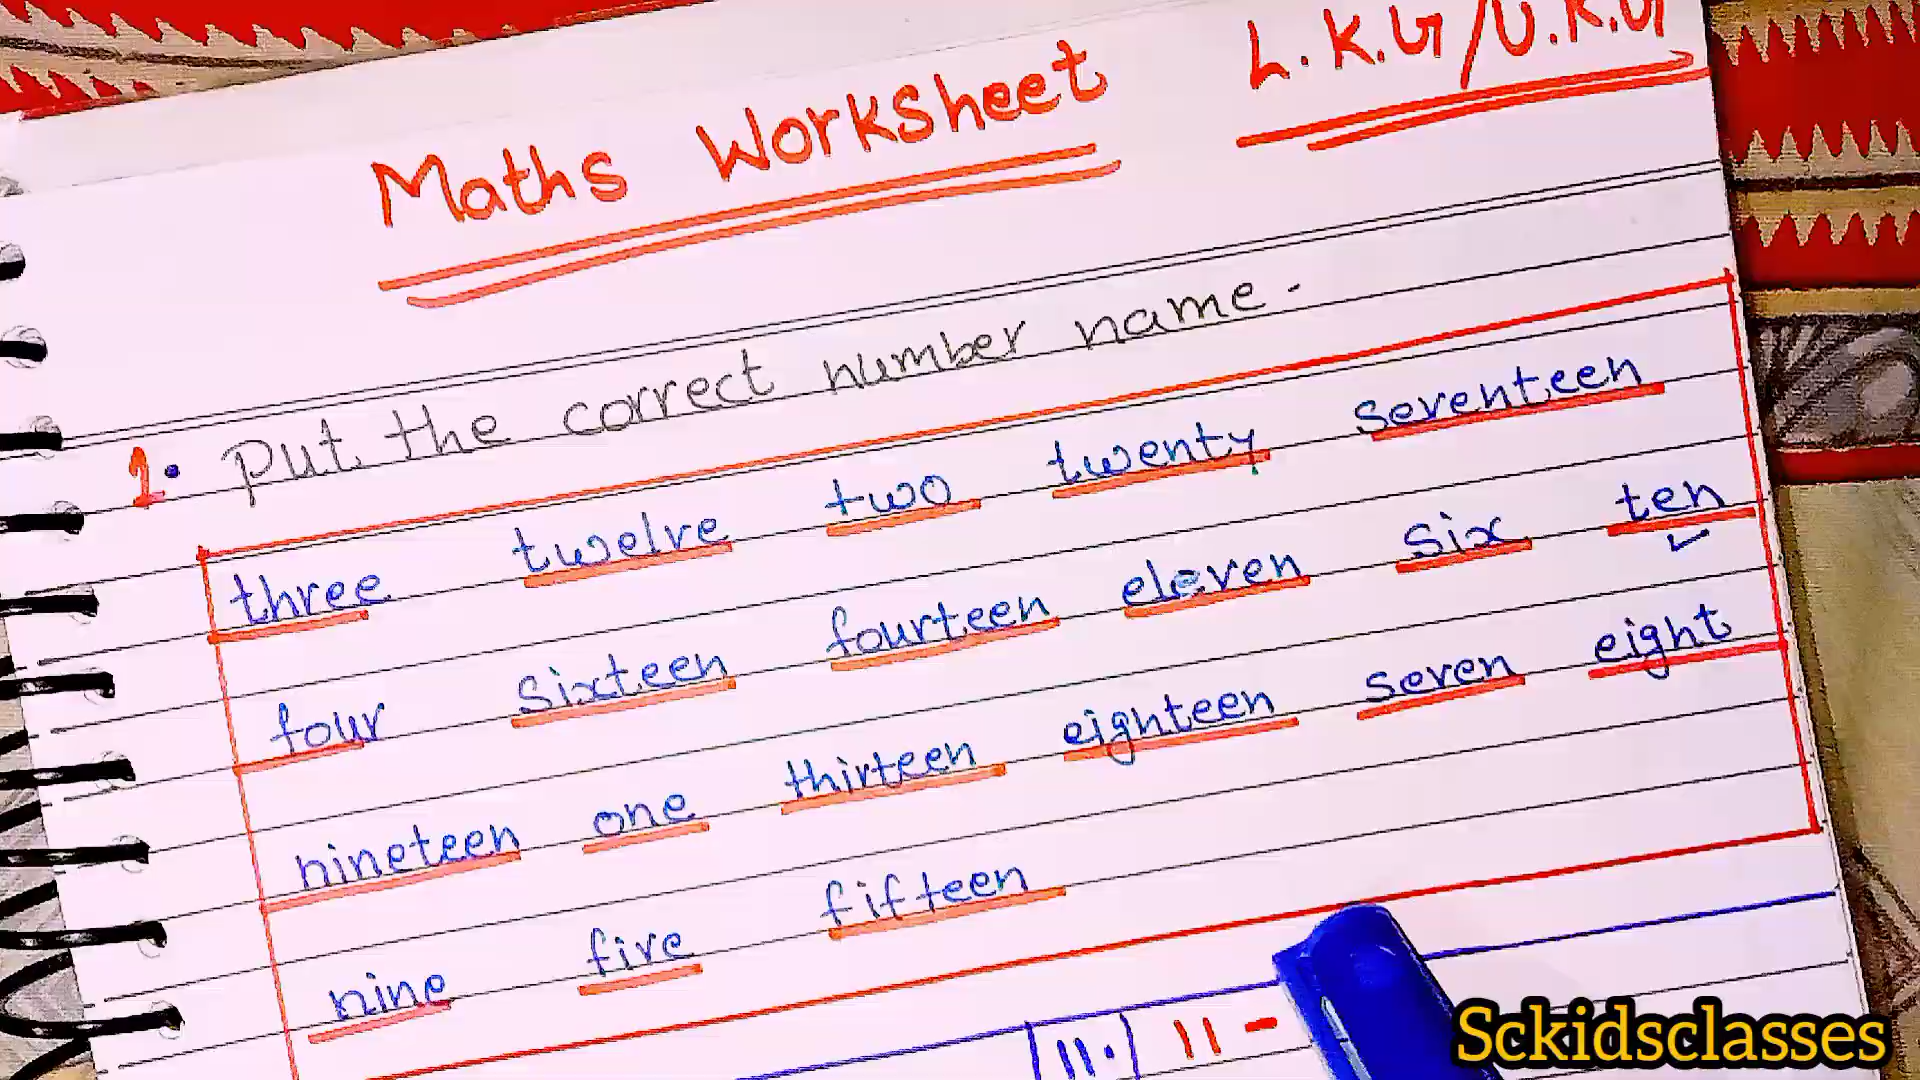 Maths Worksheet L.K.G/U.K.G
1. Put the correct number name.
three twelve two twenty seventeen
four sixteen fourteen eleven six ten
nineteen one thirteen eighteen seven eight
nine five fifteen
11. 11 -
Sckidsclasses